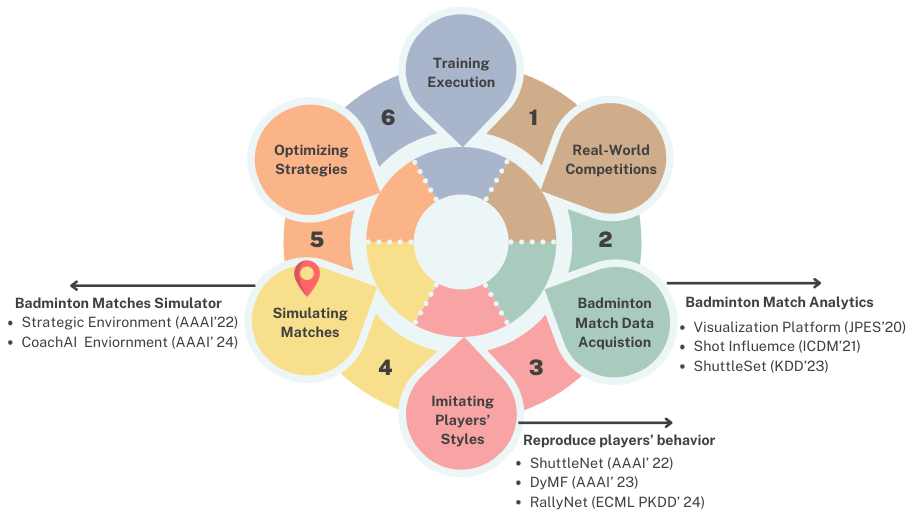 Training
Execution
6
1
Optimizing
Strategies
Real-World
Competitions
5
2
Badminton Matches Simulator
• Strategic Environment (AAAI'22)
• CoachAI Enviornment (AAAI' 24)
Simulating
Matches
Badminton
Match Data
Acquistion
Badminton Match Analytics
• Visualization Platform (JPES'20)
• Shot Influemce (ICDM'21)
• ShuttleSet (KDD'23)
4
3
Imitating
Players'
Styles
Reproduce players' behavior
• ShuttleNet (AAAI' 22)
• DyMF (AAAI' 23)
• RallyNet (ECML PKDD' 24)